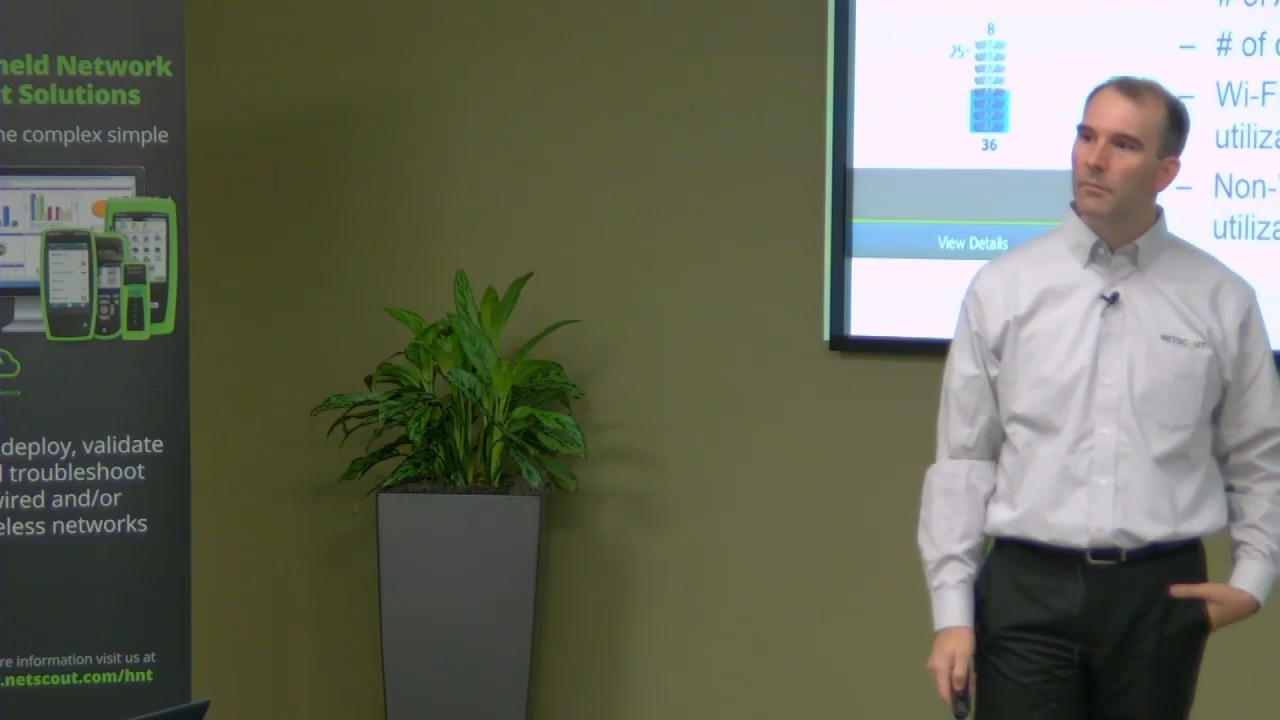 held Network
t Solutions
ne complex simple
deploy, validate
troubleshoot
wired and/or
eless networks
re information visit us at
.netscout.com/hnt
8
25
36
View Details
– # of
– Wi-F
utiliza
– Non-
utiliza
NETSCOUT